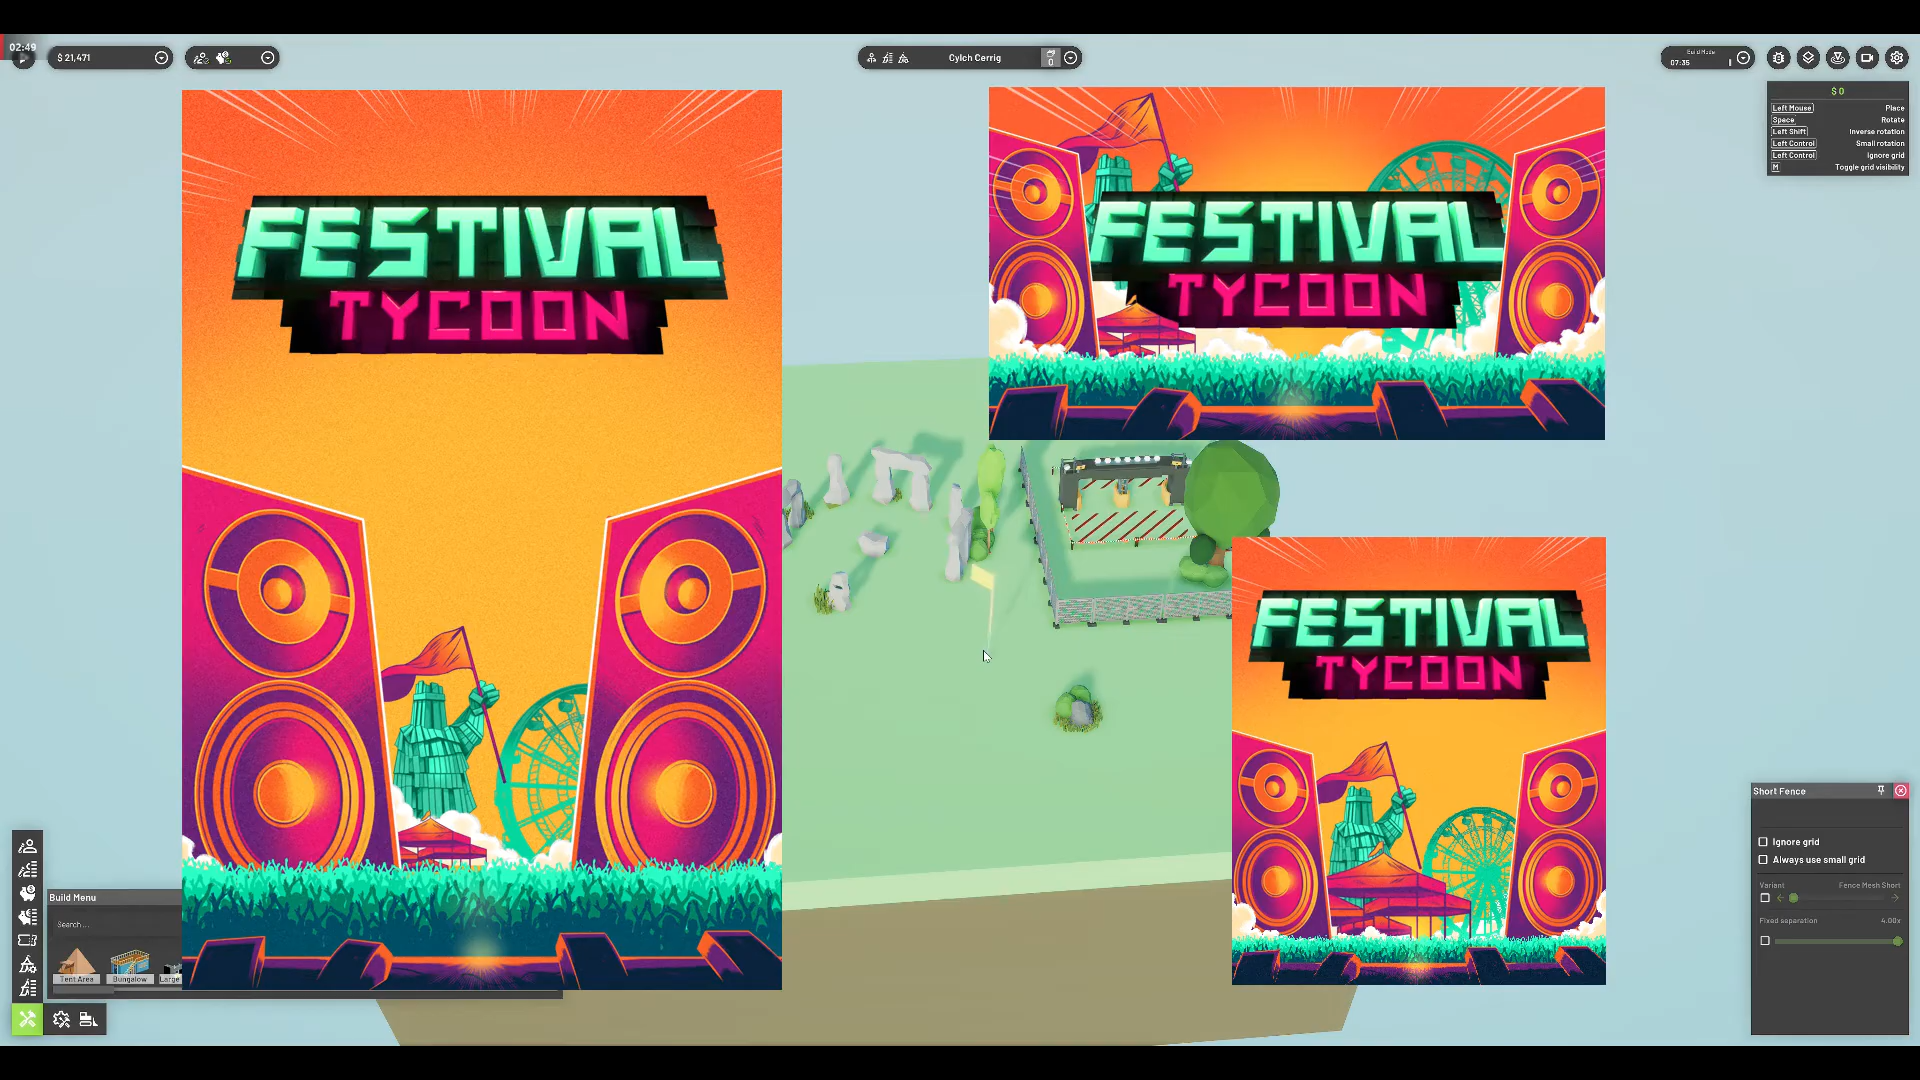 02:49
$ 21,471
Cylch Cerrig
0
Build Mode
07:35
$ 0
Left Mouse Place
Space Rotate
Left Shift Inverse rotation
Left Control Small rotation
Left Control Ignore grid
M Toggle grid visibility
FESTIVAL
TYCOON
FESTIVAL
TYCOON
FESTIVAL
TYCOON
Short Fence
Ignore grid
Always use small grid
Variant Fence Mesh Short
Fixed separation 4.00x
Build Menu
Search...
Tent Area
Bungalow
Large